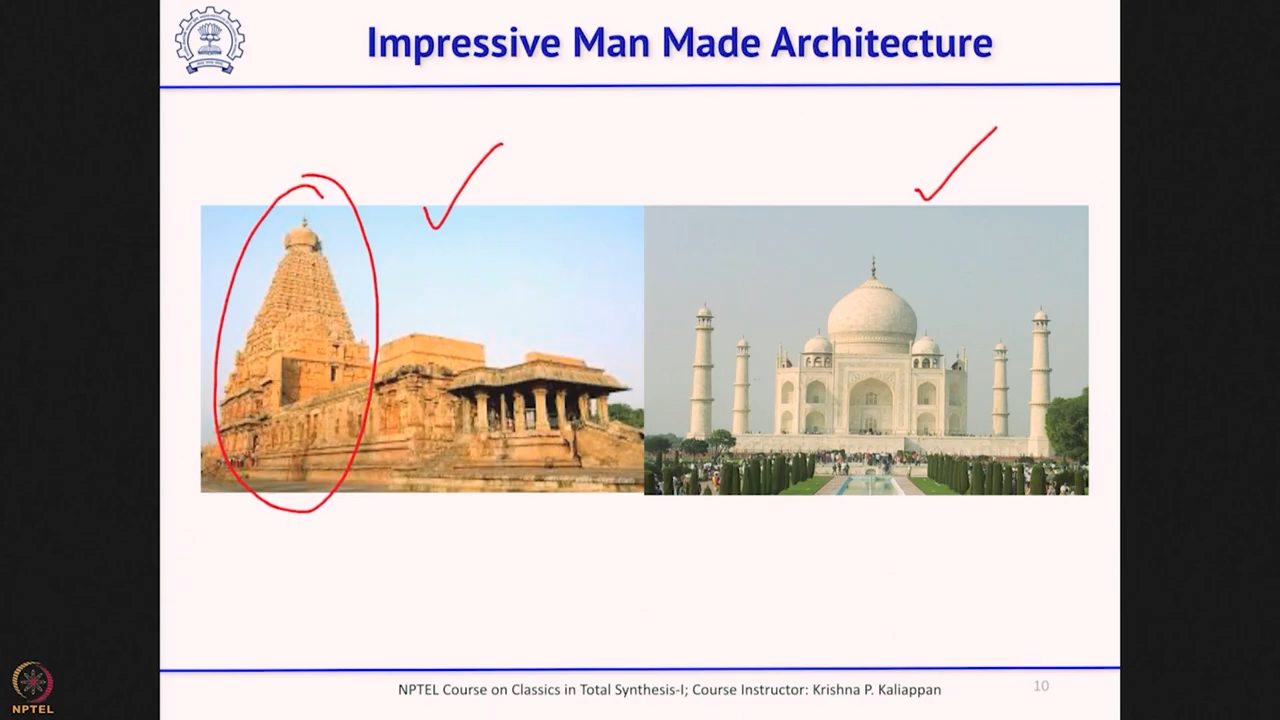 Impressive Man Made Architecture
NPTEL Course on Classics in Total Synthesis-I; Course Instructor: Krishna P. Kaliappan
10
NPTEL